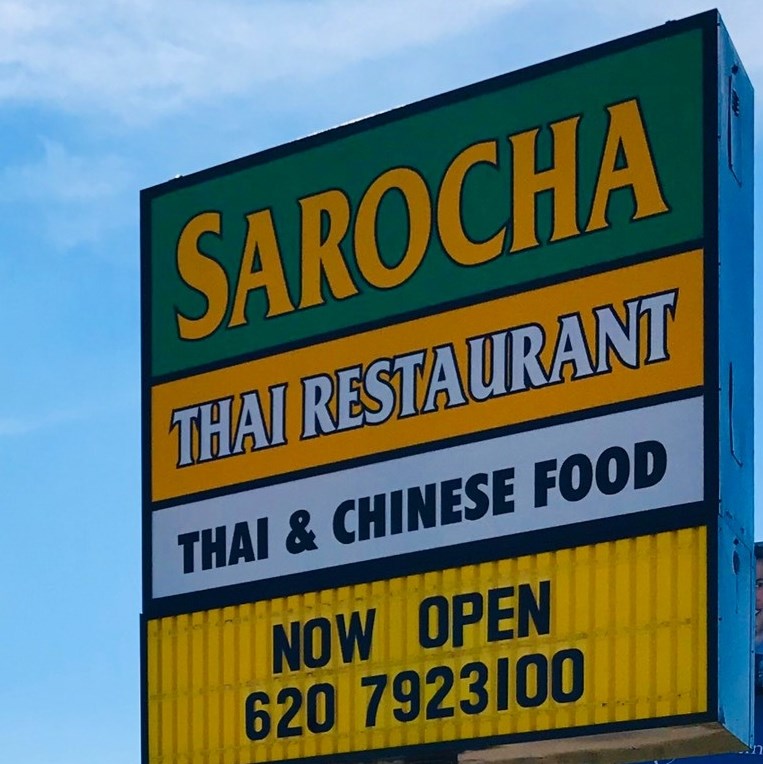 SAROCHA
THAI RESTAURANT
THAI & CHINESE FOOD
NOW OPEN
620 7923100